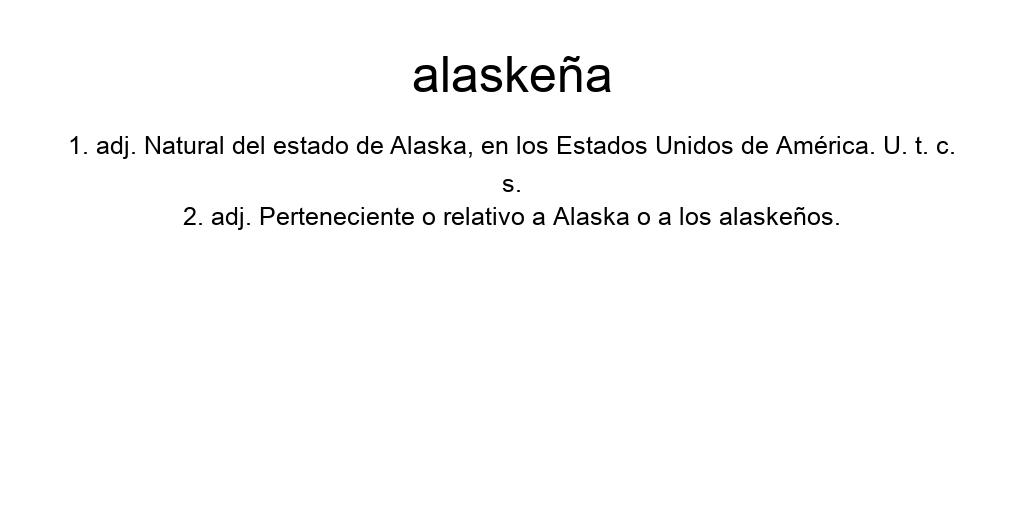 alaskeña
1. adj. Natural del estado de Alaska, en los Estados Unidos de América. U. t. c.
s.
2. adj. Perteneciente o relativo a Alaska o a los alaskeños.